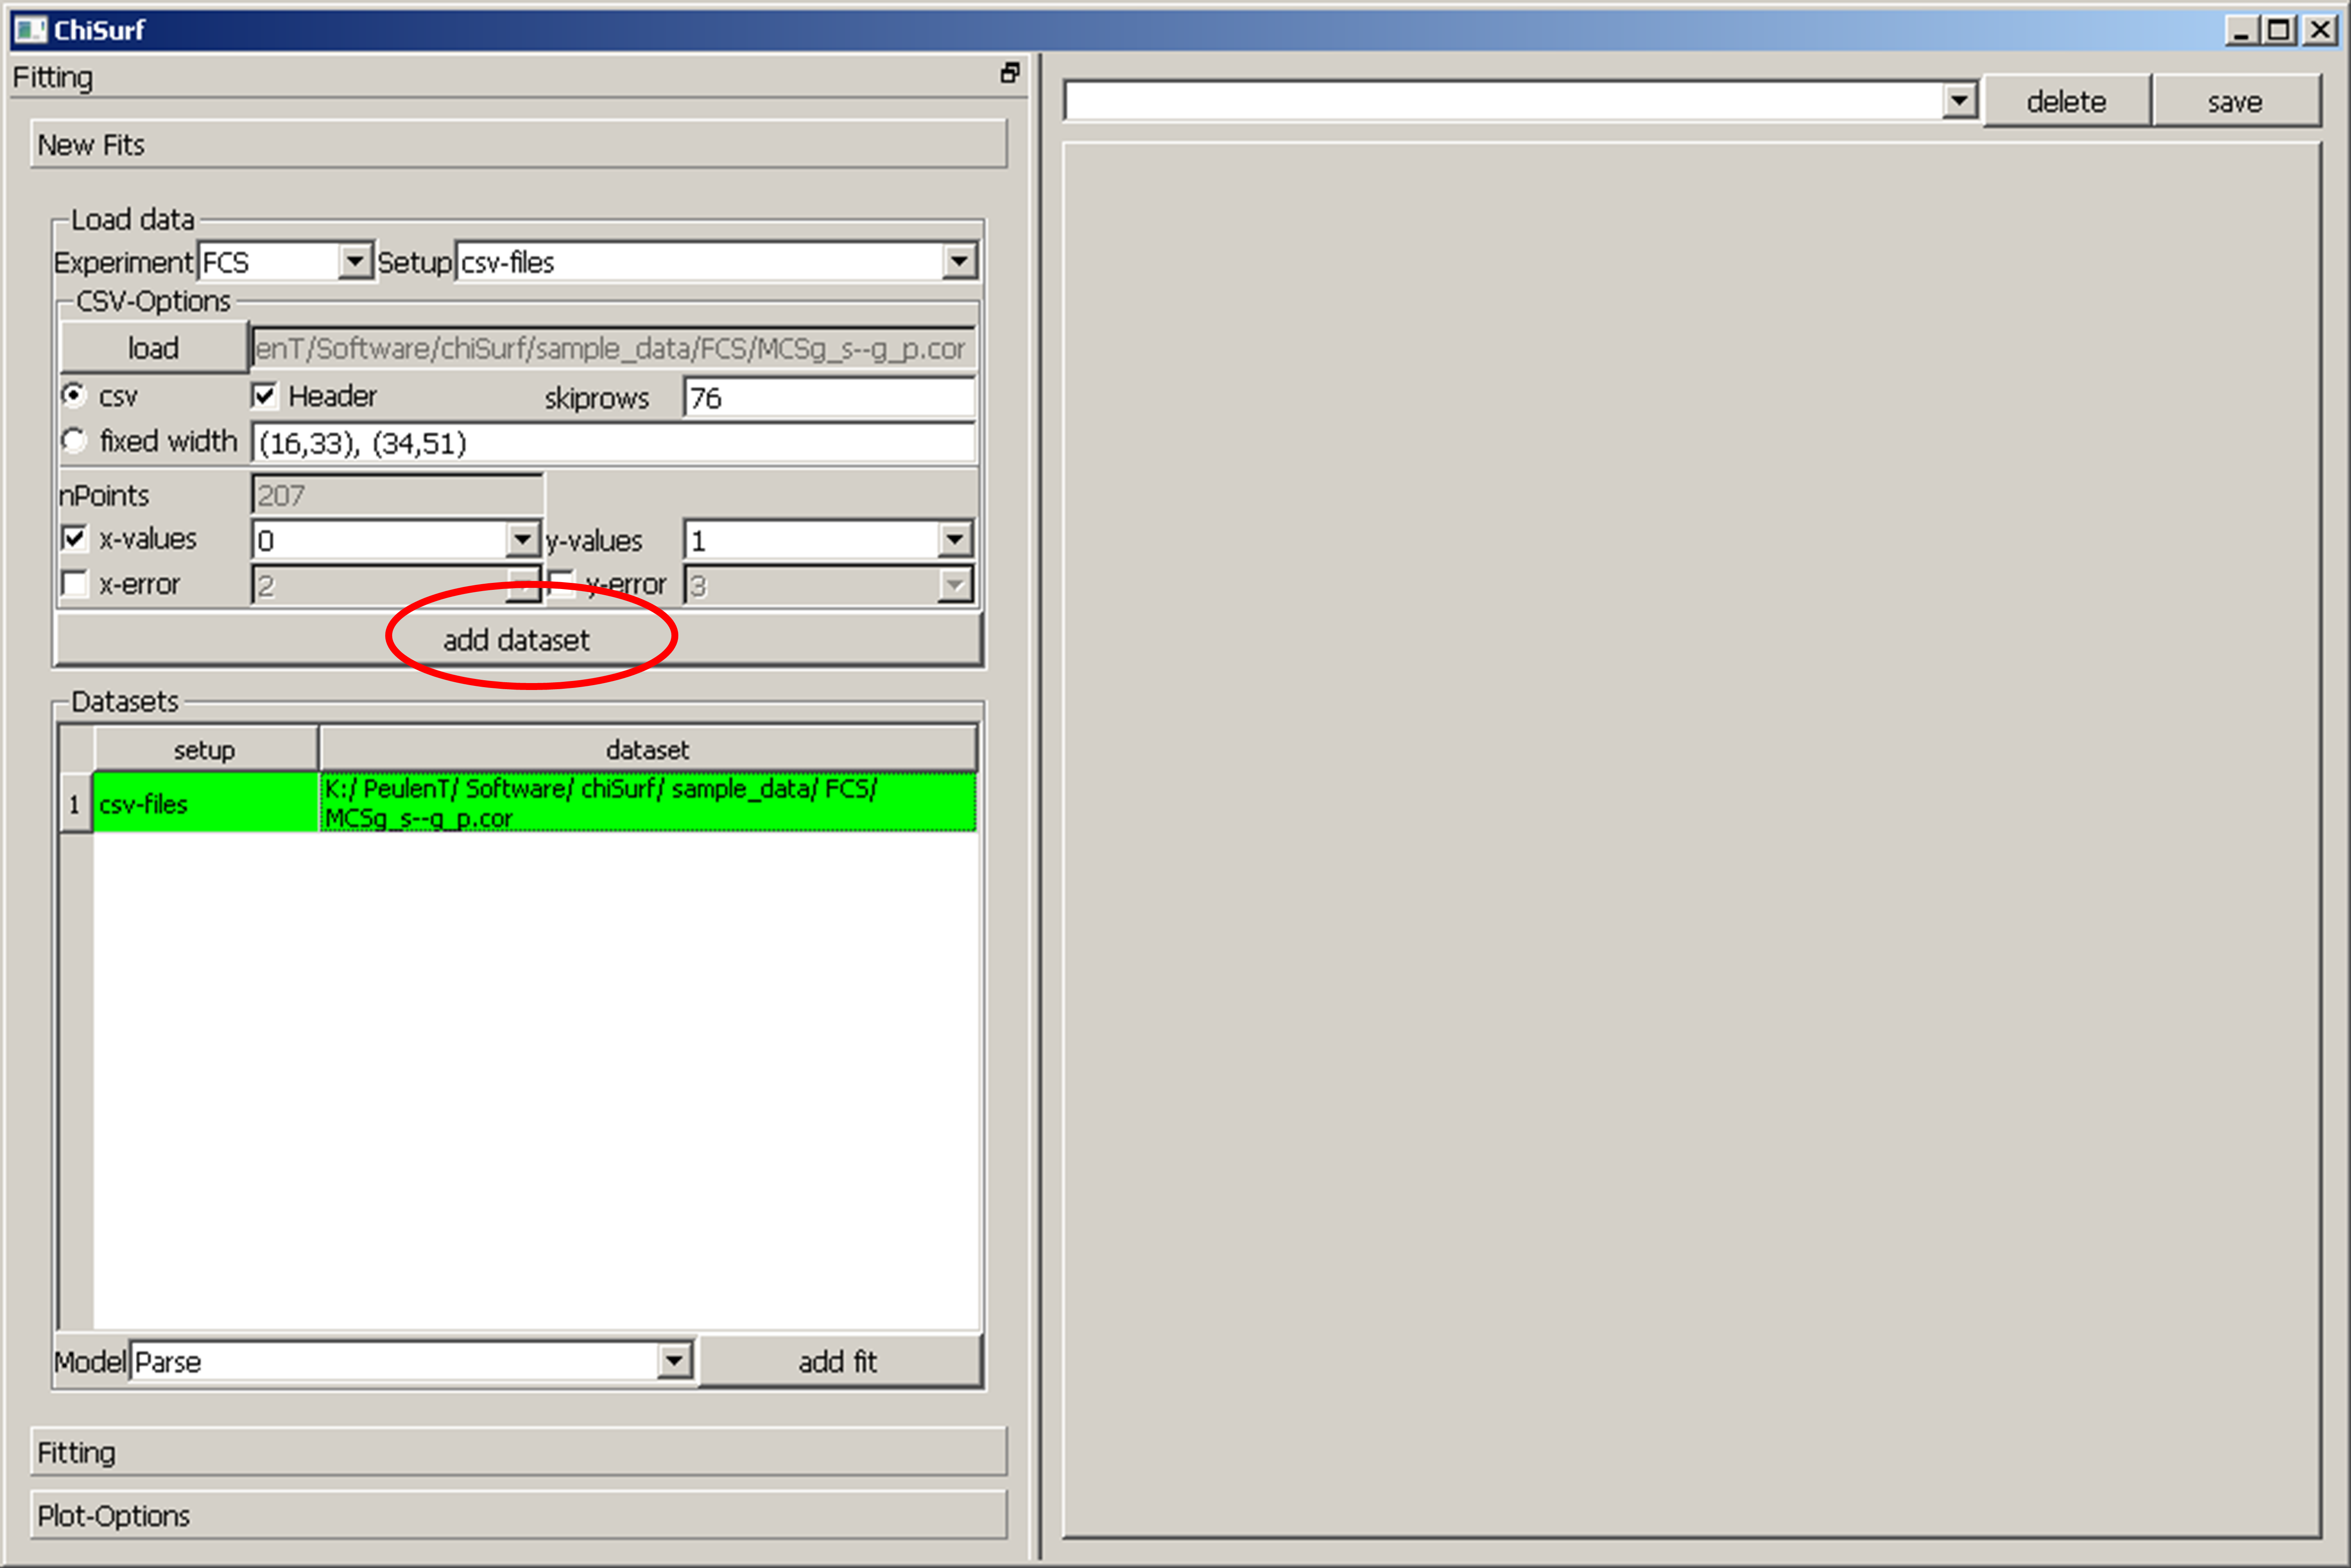 ChiSurf
Fitting
delete
save
New Fits
Load data
Experiment FCS Setup csv-files
CSV-Options
load enT/Software/chiSurf/sample_data/FCS/MCSg_s--g_p.cor
csv Header skiprows 76
fixed width (16,33), (34,51)
nPoints 207
x-values 0 y-values 1
x-error 2 y-error 3
add dataset
Datasets
setup dataset
1 csv-files K:/ PeulenT/ Software/ chiSurf/ sample_data/ FCS/
MCSg_s--g_p.cor
Model Parse add fit
Fitting
Plot-Options